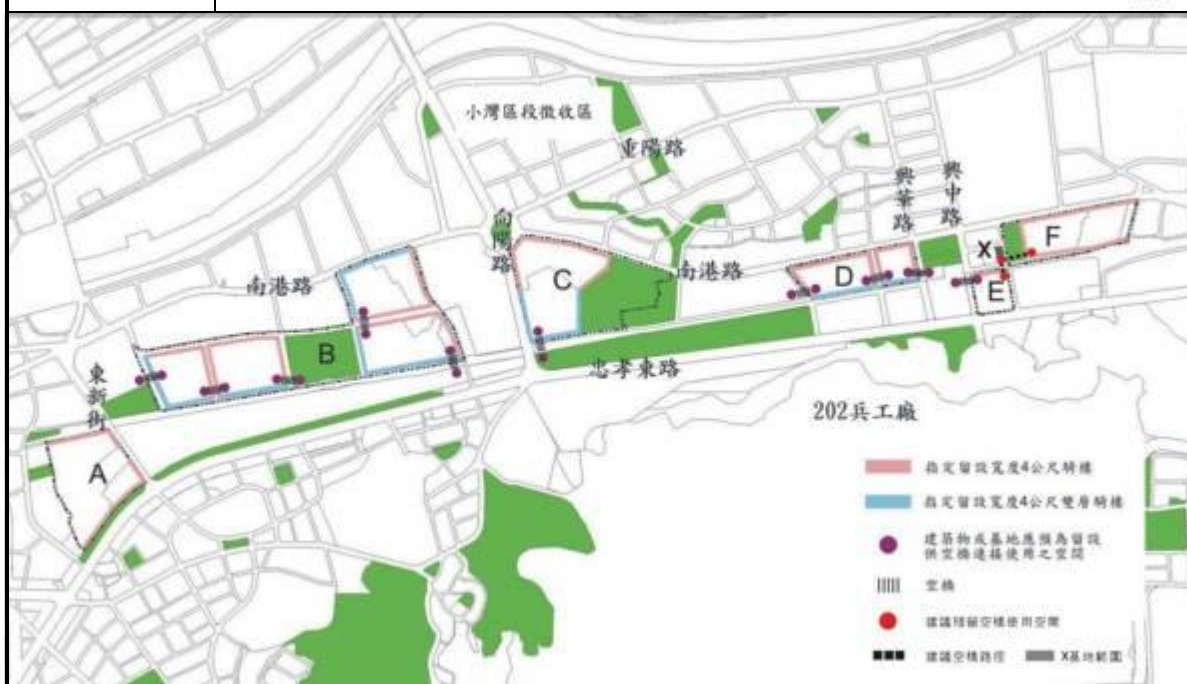 小灣區段徵收區
重陽路
興華路
興中路
向陽路
南港路
南港路
東新街
忠孝東路
202兵工廠
A
B
C
D
E
F
X
指定留設寬度4公尺騎樓
指定留設寬度4公尺雙層騎樓
建築物或基地應預為留設
供空橋連接使用之空間
空橋
建議預留空橋使用空間
建議空橋路徑
X基地範圍